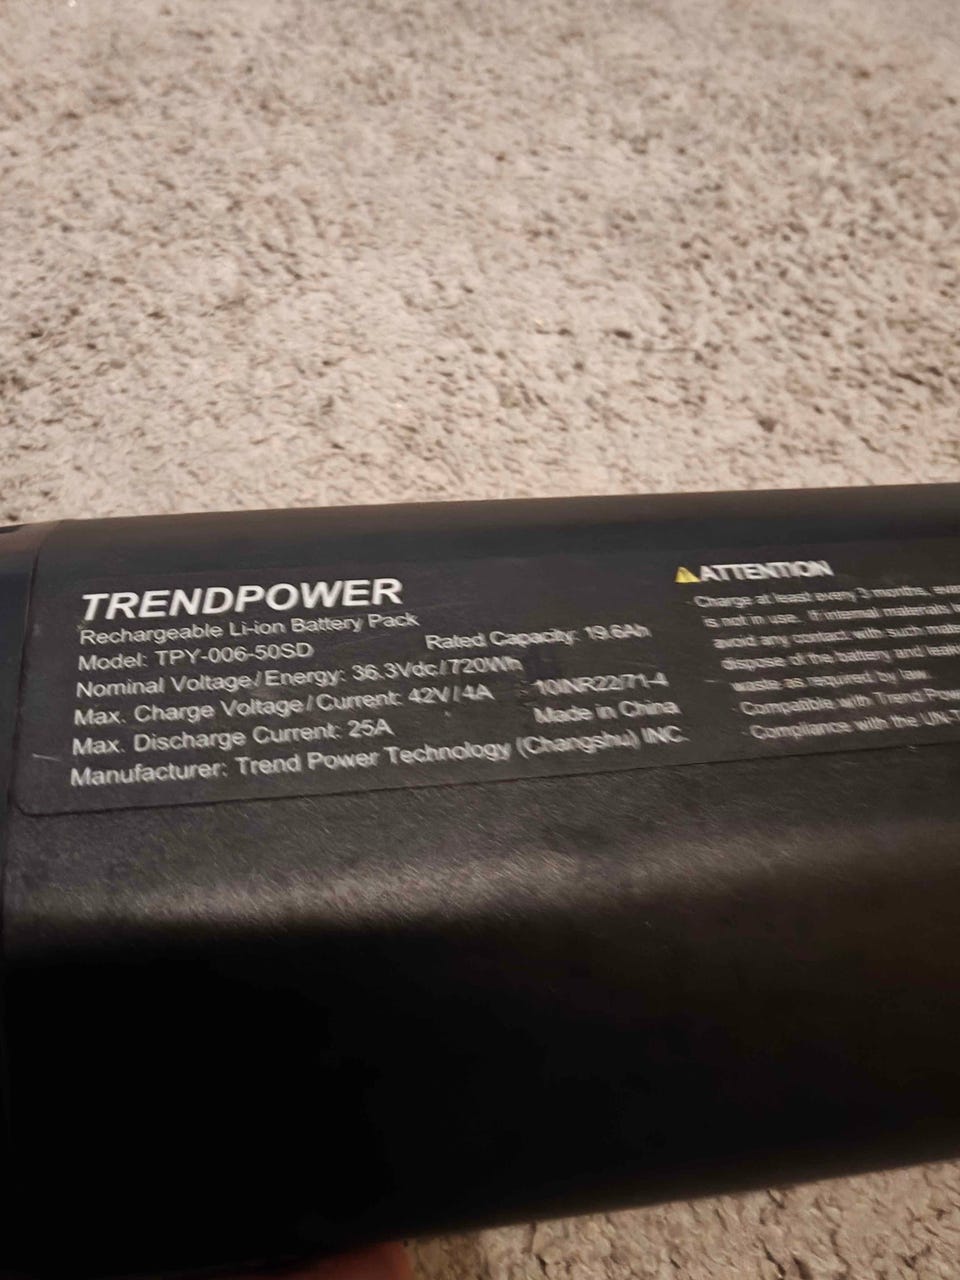 TRENDPOWER
Rechargeable Li-ion Battery Pack
Model: TPY-006-50SD
Rated Capacity: 19.6Ah
Nominal Voltage/Energy: 36.3Vdc/720Wh
Max. Charge Voltage/Current: 42V/4A
10INR22/71-4
Max. Discharge Current: 25A
Made in China
Manufacturer: Trend Power Technology (Changshu) INC.
ATTENTION
Charge at least every 3 months,
is not in use. If internal materials
avoid any contact with such
dispose of the battery and
waste as required by law.
Compatible with Trend
Compliance with the